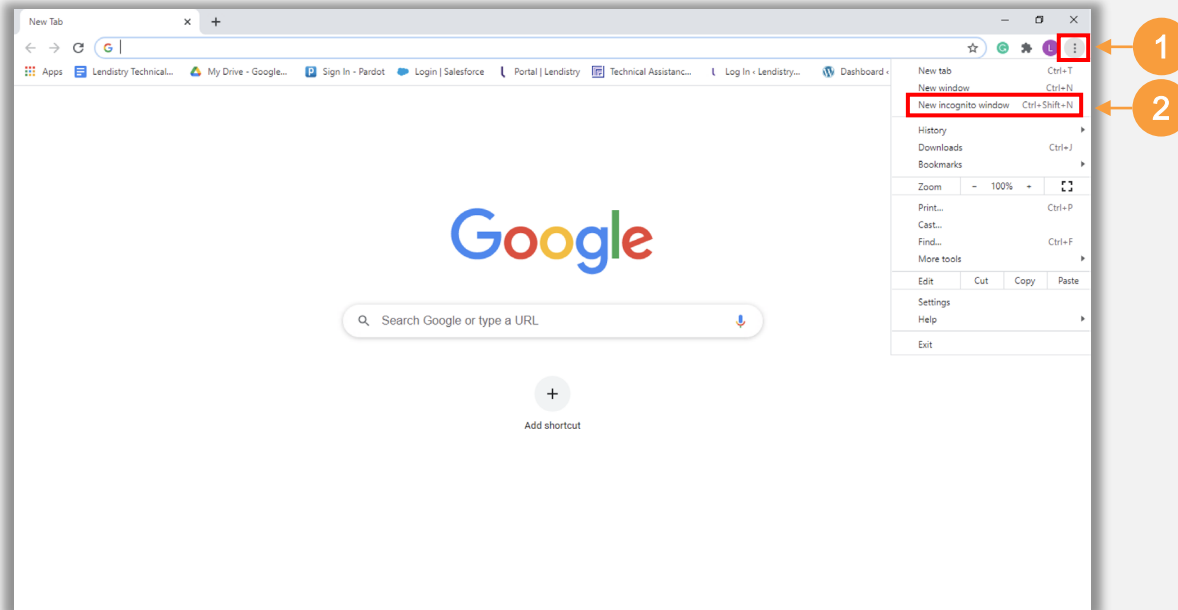 New Tab
G
Apps Lendistry Technical... My Drive - Google... Sign In - Pardot Login | Salesforce Portal | Lendistry Technical Assistanc... Log In ‹ Lendistry... Dashboard ‹
L
1
New tab Ctrl+T
New window Ctrl+N
New incognito window Ctrl+Shift+N
2
History
Downloads Ctrl+J
Bookmarks
Zoom - 100% +
Print... Ctrl+P
Cast...
Find... Ctrl+F
More tools
Edit Cut Copy Paste
Settings
Help
Exit
Google
Search Google or type a URL
Add shortcut